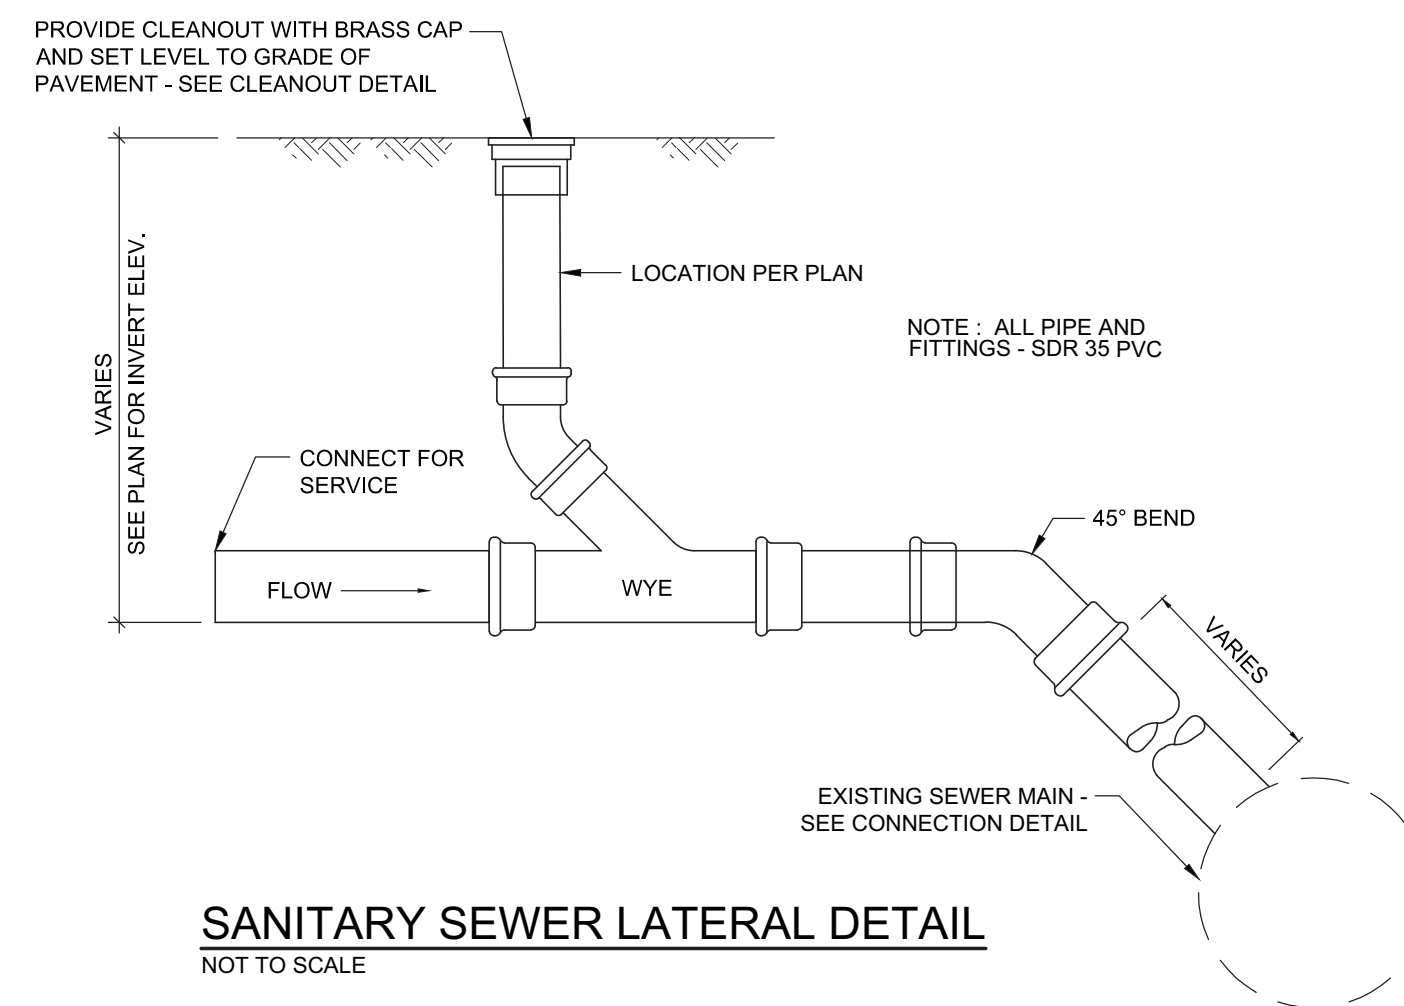 PROVIDE CLEANOUT WITH BRASS CAP
AND SET LEVEL TO GRADE OF
PAVEMENT - SEE CLEANOUT DETAIL
VARIES
SEE PLAN FOR INVERT ELEV.
LOCATION PER PLAN
NOTE : ALL PIPE AND
FITTINGS - SDR 35 PVC
CONNECT FOR
SERVICE
45° BEND
FLOW
WYE
VARIES
EXISTING SEWER MAIN -
SEE CONNECTION DETAIL
SANITARY SEWER LATERAL DETAIL
NOT TO SCALE